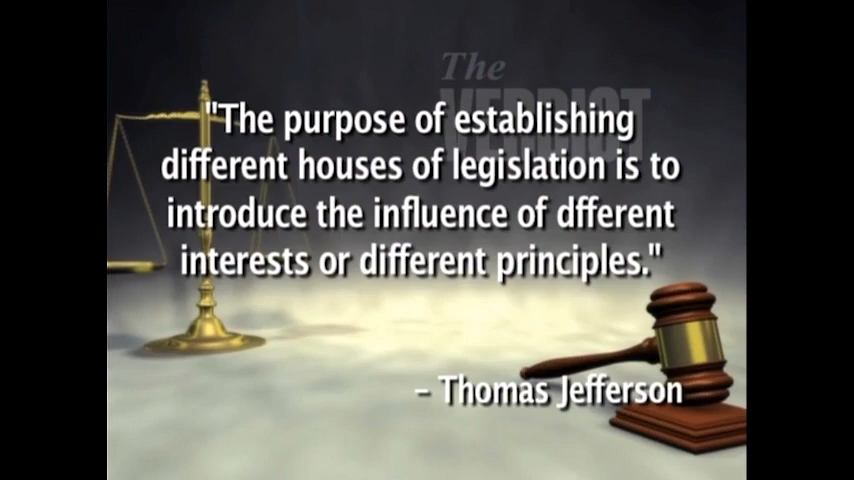 The
VERDICT
"The purpose of establishing
different houses of legislation is to
introduce the influence of dfferent
interests or different principles."
– Thomas Jefferson